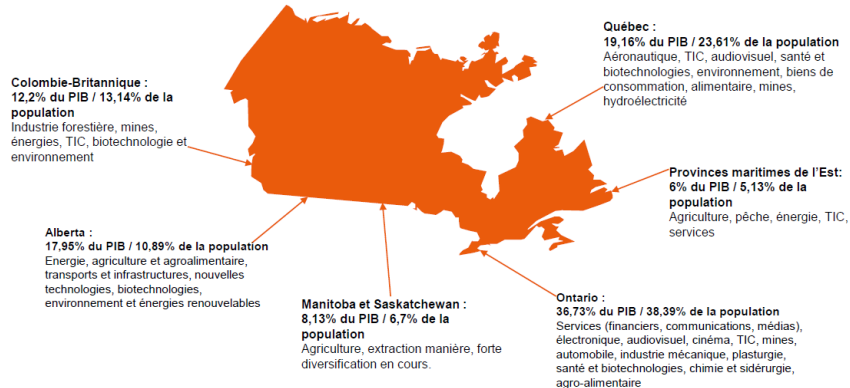 Québec :
19,16% du PIB / 23,61% de la population
Aéronautique, TIC, audiovisuel, santé et
biotechnologies, environnement, biens de
consommation, alimentaire, mines,
hydroélectricité
Colombie-Britannique :
12,2% du PIB / 13,14% de la
population
Industrie forestière, mines,
énergies, TIC, biotechnologie et
environnement
Provinces maritimes de l'Est:
6% du PIB / 5,13% de la
population
Agriculture, pêche, énergie, TIC,
services
Alberta :
17,95% du PIB / 10,89% de la population
Energie, agriculture et agroalimentaire,
transports et infrastructures, nouvelles
technologies, biotechnologies,
environnement et énergies renouvelables
Manitoba et Saskatchewan :
8,13% du PIB / 6,7% de la
population
Agriculture, extraction manière, forte
diversification en cours.
Ontario :
36,73% du PIB / 38,39% de la population
Services (financiers, communications, médias),
électronique, audiovisuel, cinéma, TIC, mines,
automobile, industrie mécanique, plasturgie,
santé et biotechnologies, chimie et sidérurgie,
agro-alimentaire